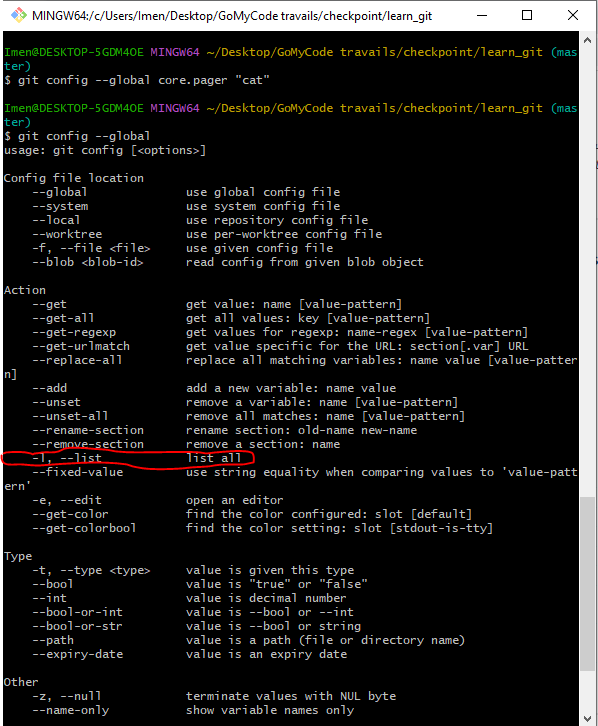 MINGW64:/c/Users/Imen/Desktop/GoMyCode travails/checkpoint/learn_git
Imen@DESKTOP-5GDM4OE MINGW64 ~/Desktop/GoMyCode travails/checkpoint/learn_git (mas
ter)
$ git config --global core.pager "cat"
Imen@DESKTOP-5GDM4OE MINGW64 ~/Desktop/GoMyCode travails/checkpoint/learn_git (mas
ter)
$ git config --global
usage: git config [<options>]
Config file location
--global use global config file
--system use system config file
--local use repository config file
--worktree use per-worktree config file
-f, --file <file> use given config file
--blob <blob-id> read config from given blob object
Action
--get get value: name [value-pattern]
--get-all get all values: key [value-pattern]
--get-regexp get values for regexp: name-regex [value-pattern]
--get-urlmatch get value specific for the URL: section[.var] URL
--replace-all replace all matching variables: name value [value-patter
n]
--add add a new variable: name value
--unset remove a variable: name [value-pattern]
--unset-all remove all matches: name [value-pattern]
--rename-section rename section: old-name new-name
--remove-section remove a section: name
-l, --list list all
--fixed-value use string equality when comparing values to 'value-patt
ern'
-e, --edit open an editor
--get-color find the color configured: slot [default]
--get-colorbool find the color setting: slot [stdout-is-tty]
Type
-t, --type <type> value is given this type
--bool value is "true" or "false"
--int value is decimal number
--bool-or-int value is --bool or --int
--bool-or-str value is --bool or string
--path value is a path (file or directory name)
--expiry-date value is an expiry date
Other
-z, --null terminate values with NUL byte
--name-only show variable names only